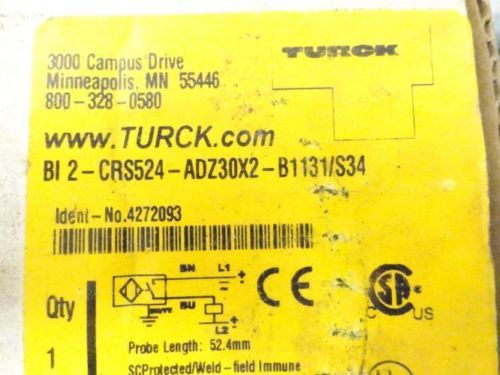 3000 Campus Drive
Minneapolis, MN 55446
800-328-0580
TURCK
www.TURCK.com
BI 2-CRS524-ADZ30X2-B1131/S34
Ident-No.4272093
Qty
1
BN L1 +
BU
L2 +
CE
SA
C US
Probe Length: 52.4mm
SCProtected/Weld-field Immune